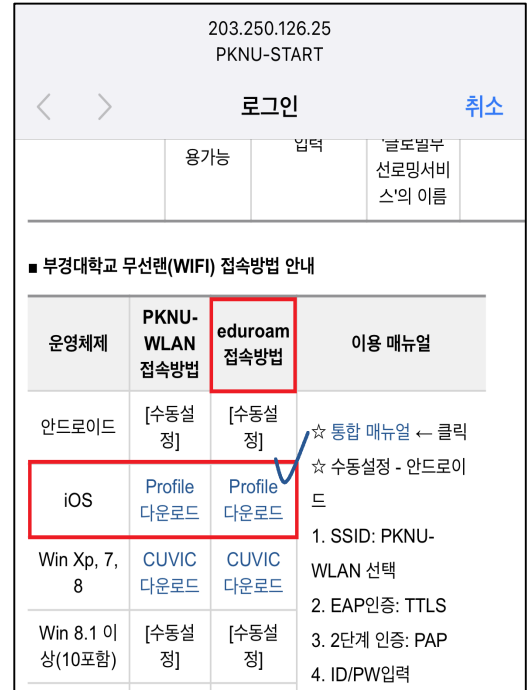 203.250.126.25
PKNU-START
로그인
취소
용가능
입력
'글로벌무
선로밍서비
스'의 이름
■ 부경대학교 무선랜(WIFI) 접속방법 안내
운영체제
PKNU-
WLAN
접속방법
eduroam
접속방법
이용 매뉴얼
안드로이드
[수동설
정]
[수동설
정]
iOS
Profile
다운로드
Profile
다운로드
Win Xp, 7,
8
CUVIC
다운로드
CUVIC
다운로드
Win 8.1 이
상(10포함)
[수동설
정]
[수동설
정]
☆ 통합 매뉴얼 ← 클릭
☆ 수동설정 - 안드로이
드
1. SSID: PKNU-
WLAN 선택
2. EAP인증: TTLS
3. 2단계 인증: PAP
4. ID/PW입력